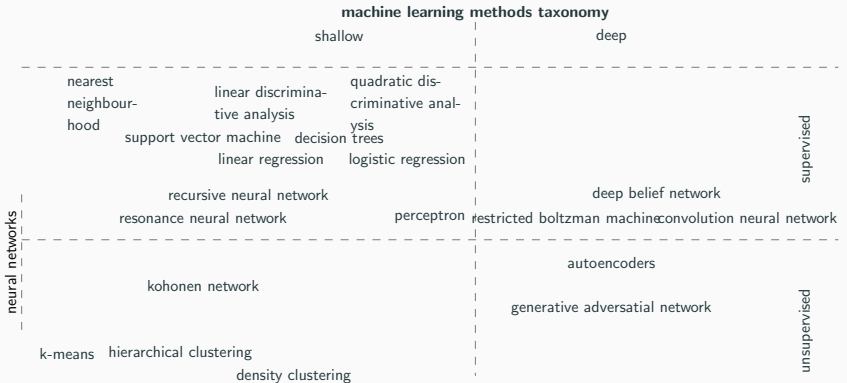 machine learning methods taxonomy
shallow
deep
nearest
neighbour-
hood
linear discrimina-
tive analysis
quadratic dis-
criminative anal-
ysis
support vector machine
decision trees
linear regression
logistic regression
supervised
recursive neural network
deep belief network
resonance neural network
perceptron
restricted boltzman machine
convolution neural network
neural networks
autoencoders
kohonen network
generative adversatial network
unsupervised
k-means
hierarchical clustering
density clustering